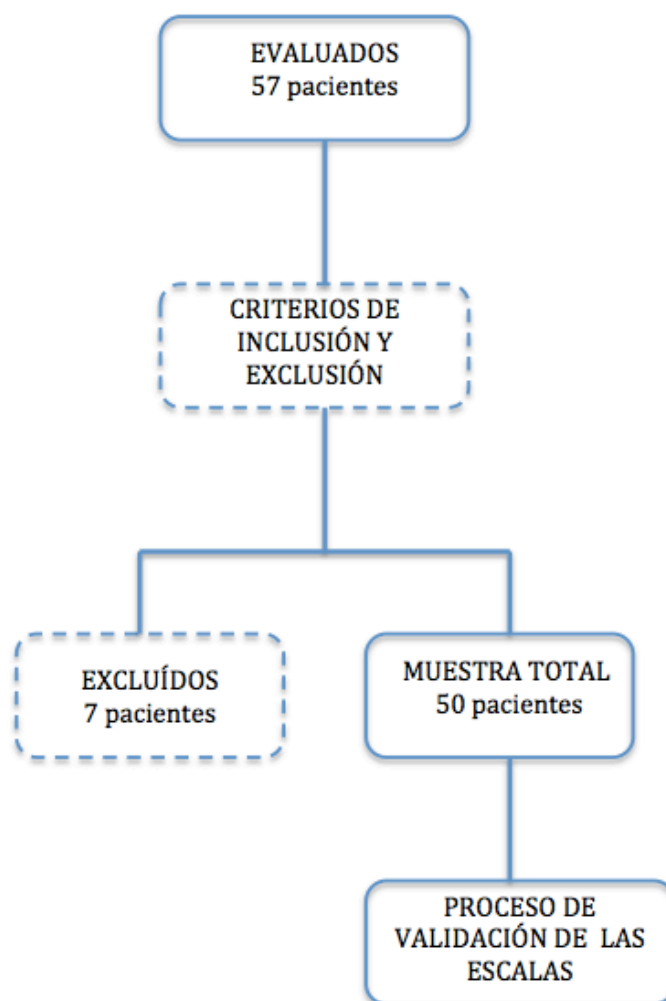 EVALUADOS
57 pacientes
CRITERIOS DE
INCLUSIÓN Y
EXCLUSIÓN
EXCLUÍDOS
7 pacientes
MUESTRA TOTAL
50 pacientes
PROCESO DE
VALIDACIÓN DE LAS
ESCALAS